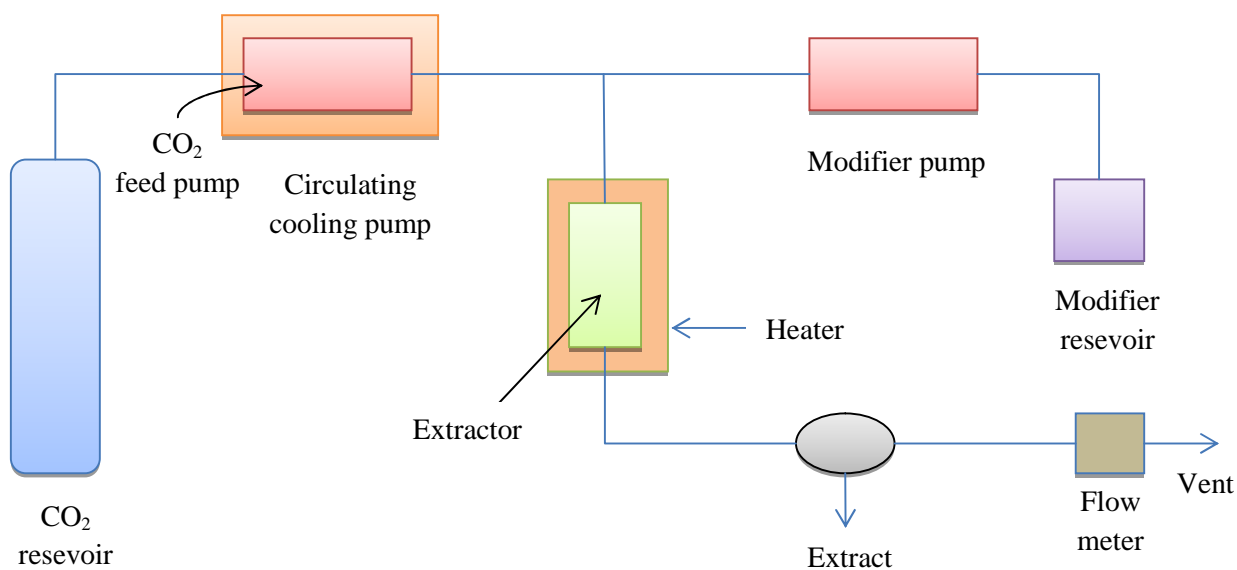 CO₂
feed pump
Circulating
cooling pump
Modifier pump
Modifier
resevoir
Heater
Extractor
CO₂
resevoir
Extract
Flow
meter
Vent